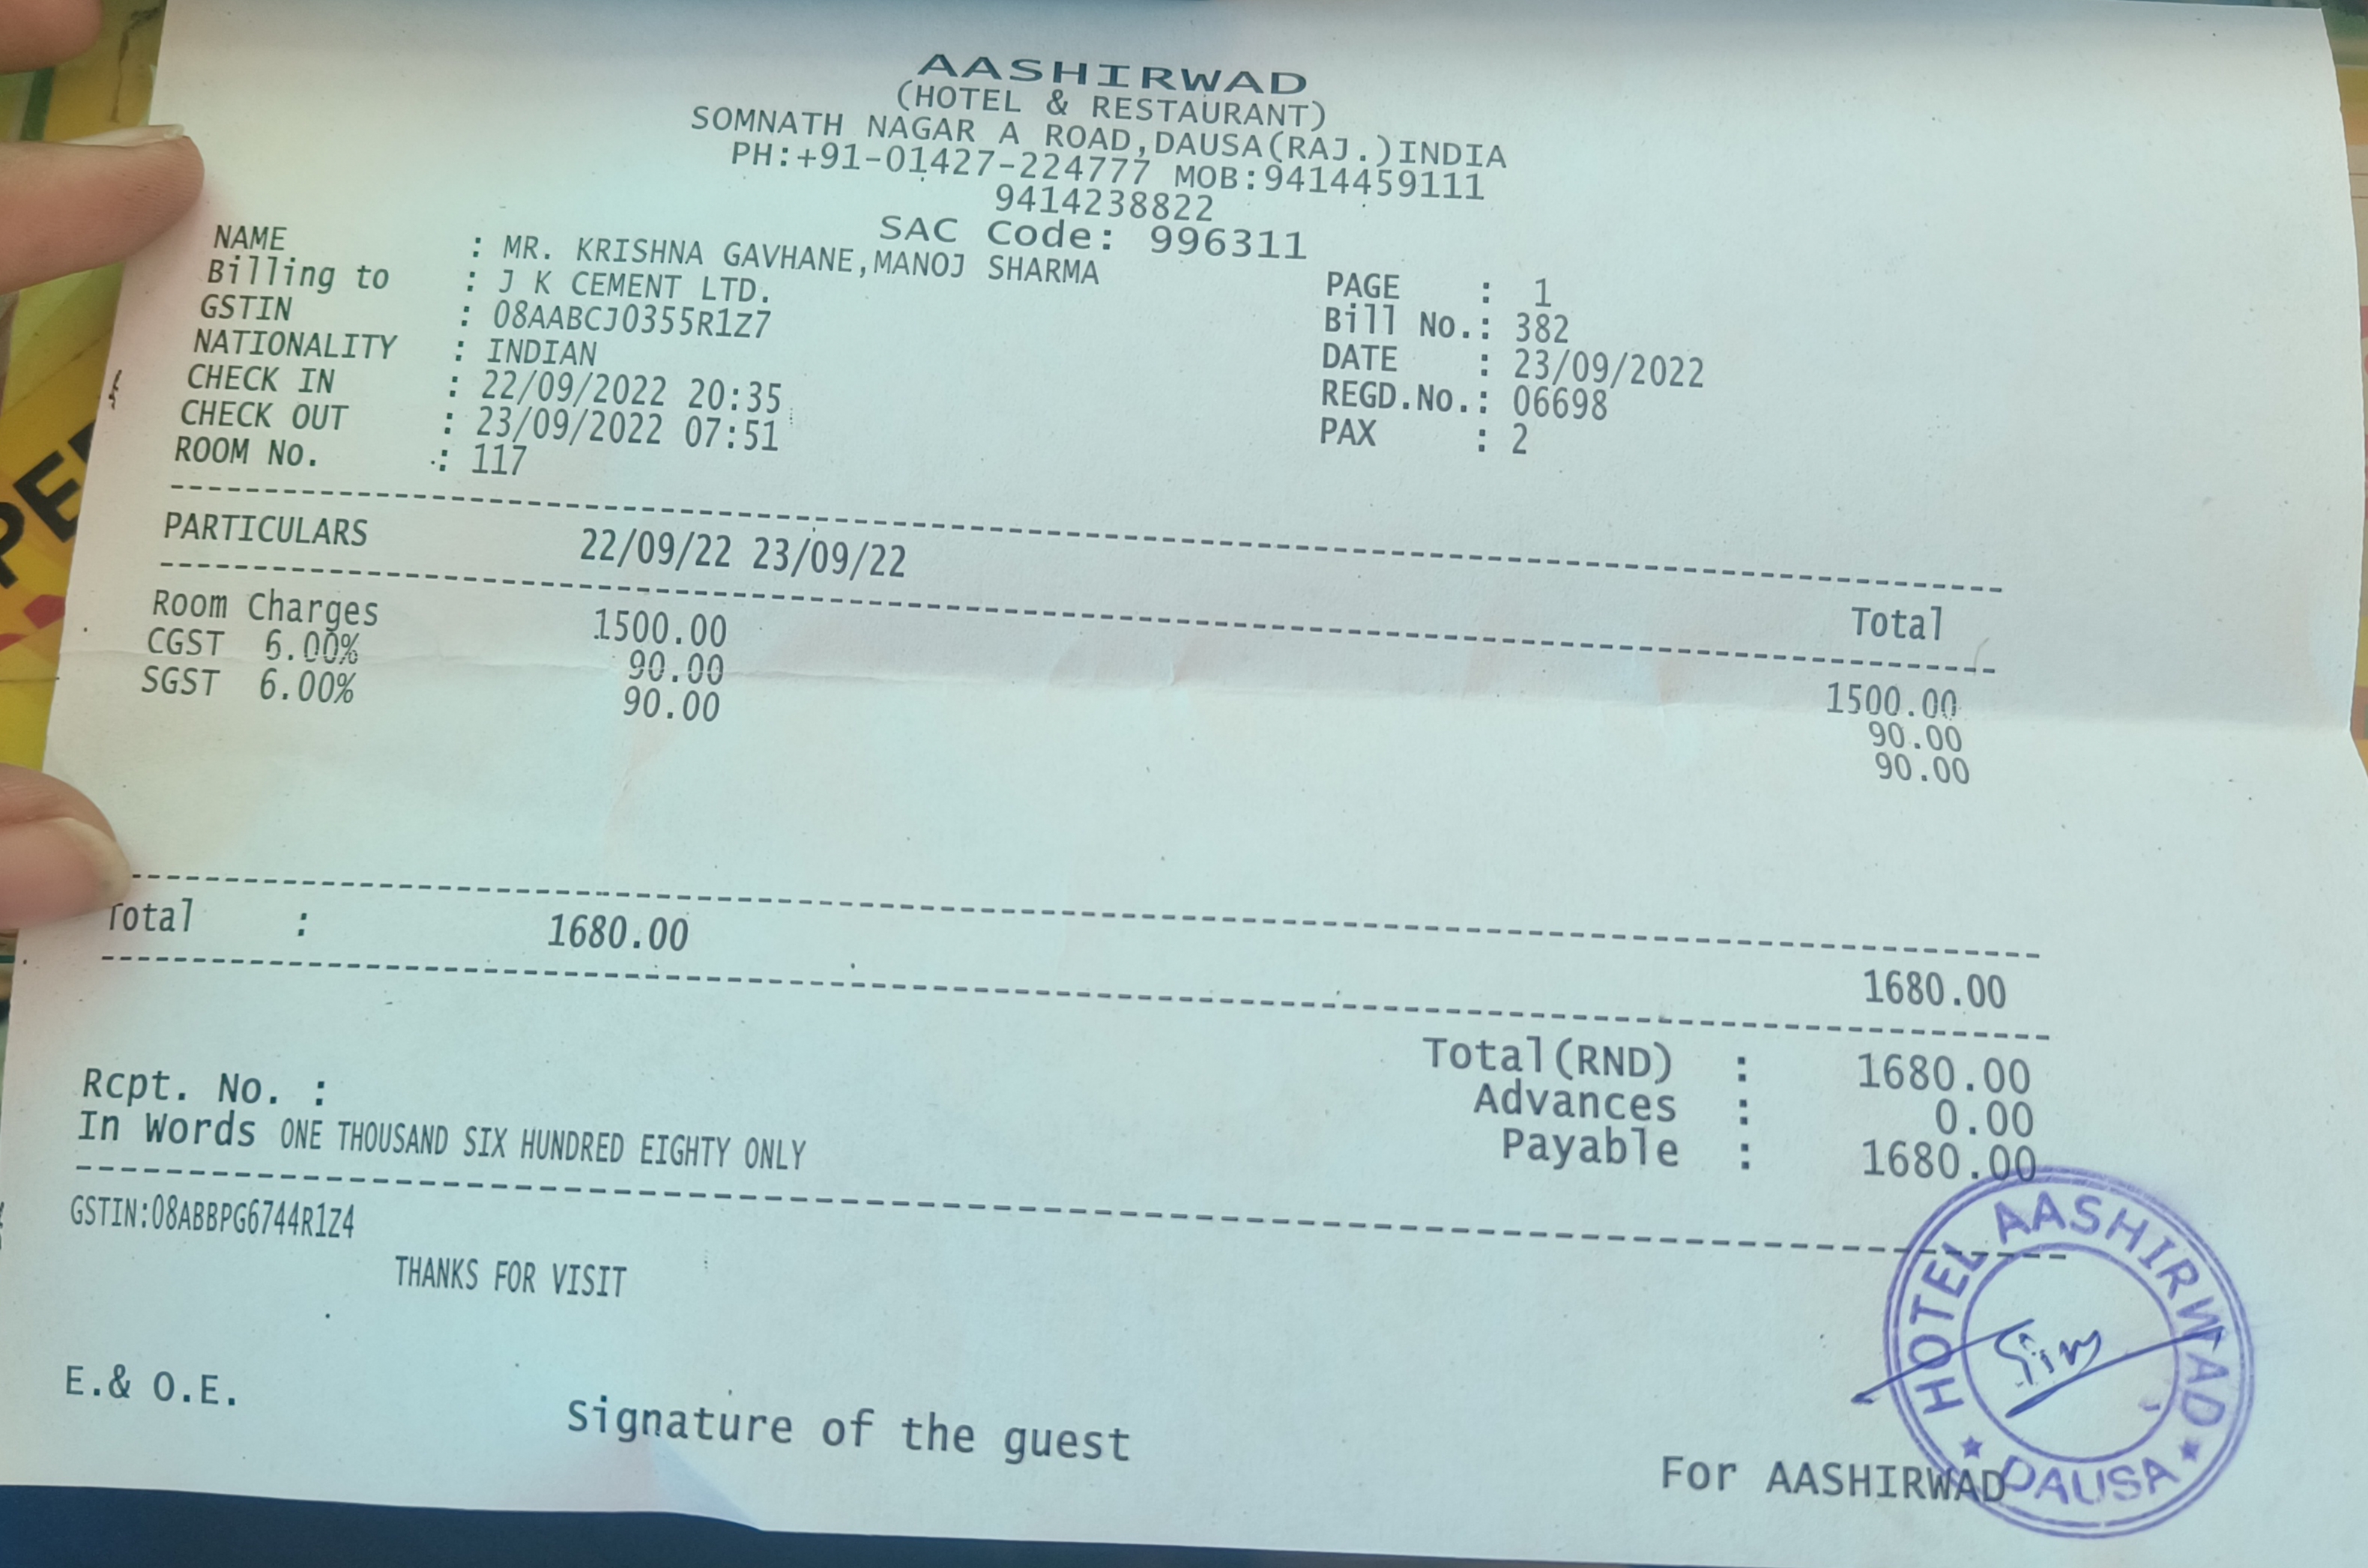 AASHIRWAD
(HOTEL & RESTAURANT)
SOMNATH NAGAR A ROAD,DAUSA(RAJ.)INDIA
PH:+91-01427-224777 MOB:9414459111
9414238822
SAC Code: 996311
NAME : MR. KRISHNA GAVHANE,MANOJ SHARMA
Billing to : J K CEMENT LTD.
GSTIN : 08AABCJ0355R1Z7
NATIONALITY : INDIAN
CHECK IN : 22/09/2022 20:35
CHECK OUT : 23/09/2022 07:51
ROOM No. : 117
PAGE : 1
Bill No.: 382
DATE : 23/09/2022
REGD.No.: 06698
PAX : 2
PARTICULARS 22/09/22 23/09/22 Total
Room Charges 1500.00 1500.00
CGST 6.00% 90.00 90.00
SGST 6.00% 90.00 90.00
Total : 1680.00 1680.00
Total(RND) : 1680.00
Advances : 0.00
Payable : 1680.00
Rcpt. No. :
In Words ONE THOUSAND SIX HUNDRED EIGHTY ONLY
GSTIN:08ABBPG6744R1Z4
THANKS FOR VISIT
E.& O.E.
Signature of the guest
For AASHIRWAD
HOTEL AASHIRWAD
DAUSA